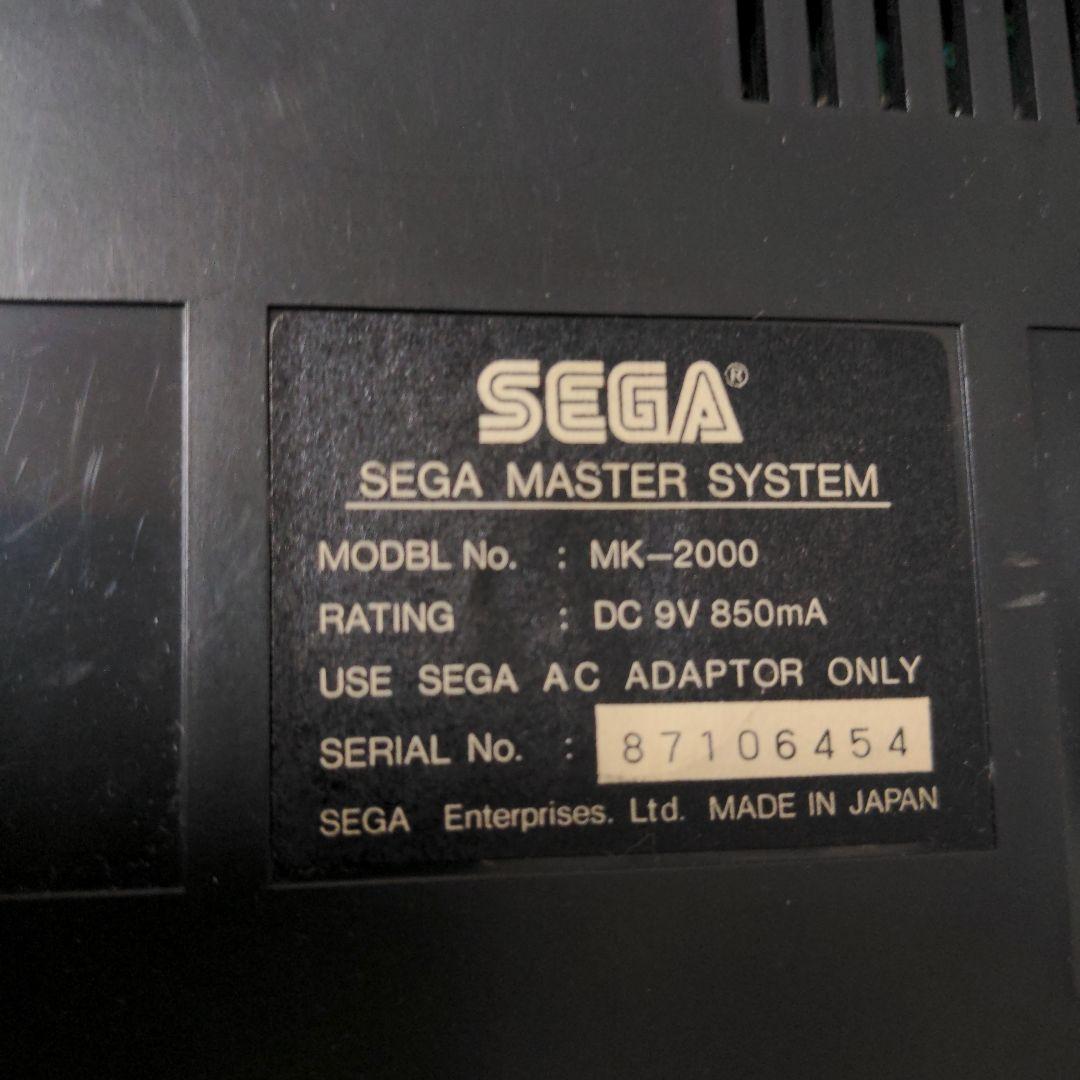 SEGA®
SEGA MASTER SYSTEM
MODBL No. : MK-2000
RATING : DC 9V 850mA
USE SEGA AC ADAPTOR ONLY
SERIAL No. : 87106454
SEGA Enterprises. Ltd. MADE IN JAPAN